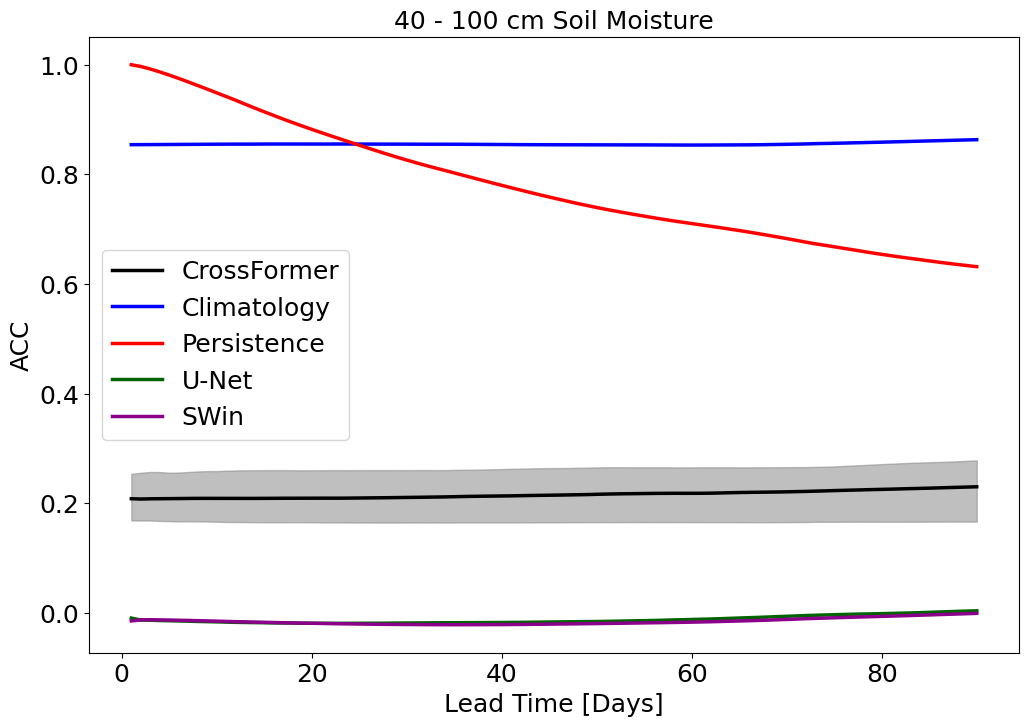 40 - 100 cm Soil Moisture
ACC
1.0
0.8
0.6
0.4
0.2
0.0
CrossFormer
Climatology
Persistence
U-Net
SWin
0
20
40
60
80
Lead Time [Days]